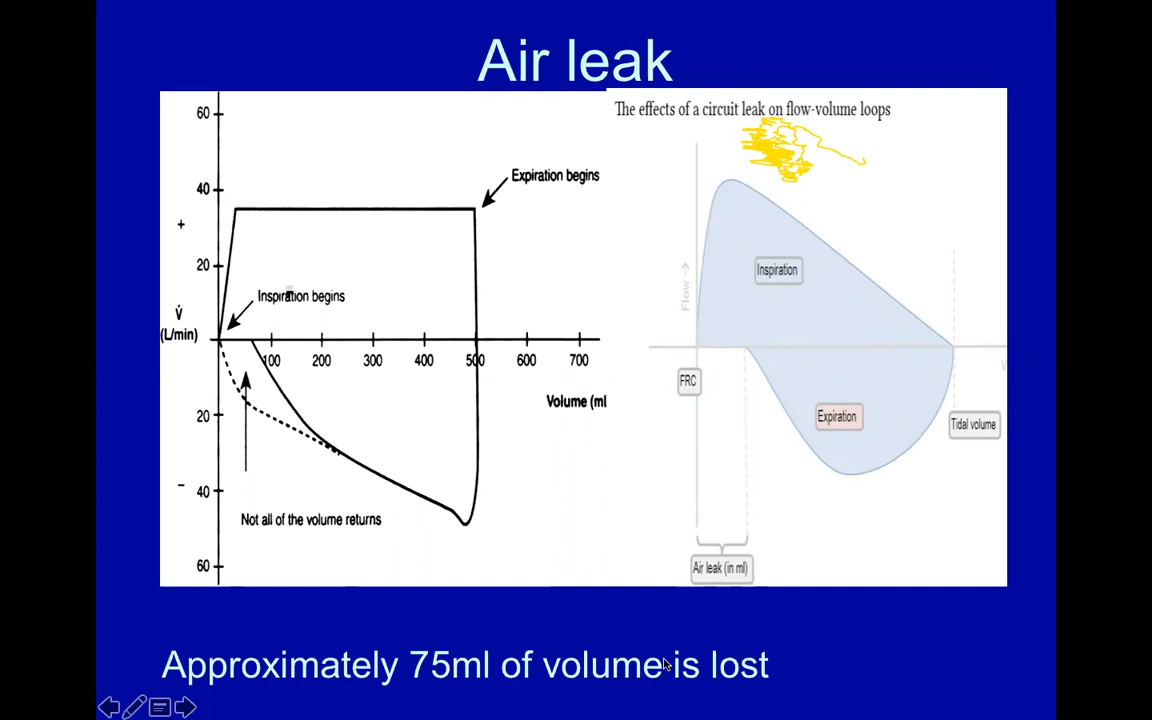 Air leak
60
40
20
+
V̇
(L/min)
20
40
60
−
Expiration begins
Inspiration begins
100 200 300 400 500 600 700
Volume (ml
Not all of the volume returns
The effects of a circuit leak on flow-volume loops
Flow →
Inspiration
FRC
V
Expiration
Tidal volume
Air leak (in ml)
Approximately 75ml of volume is lost